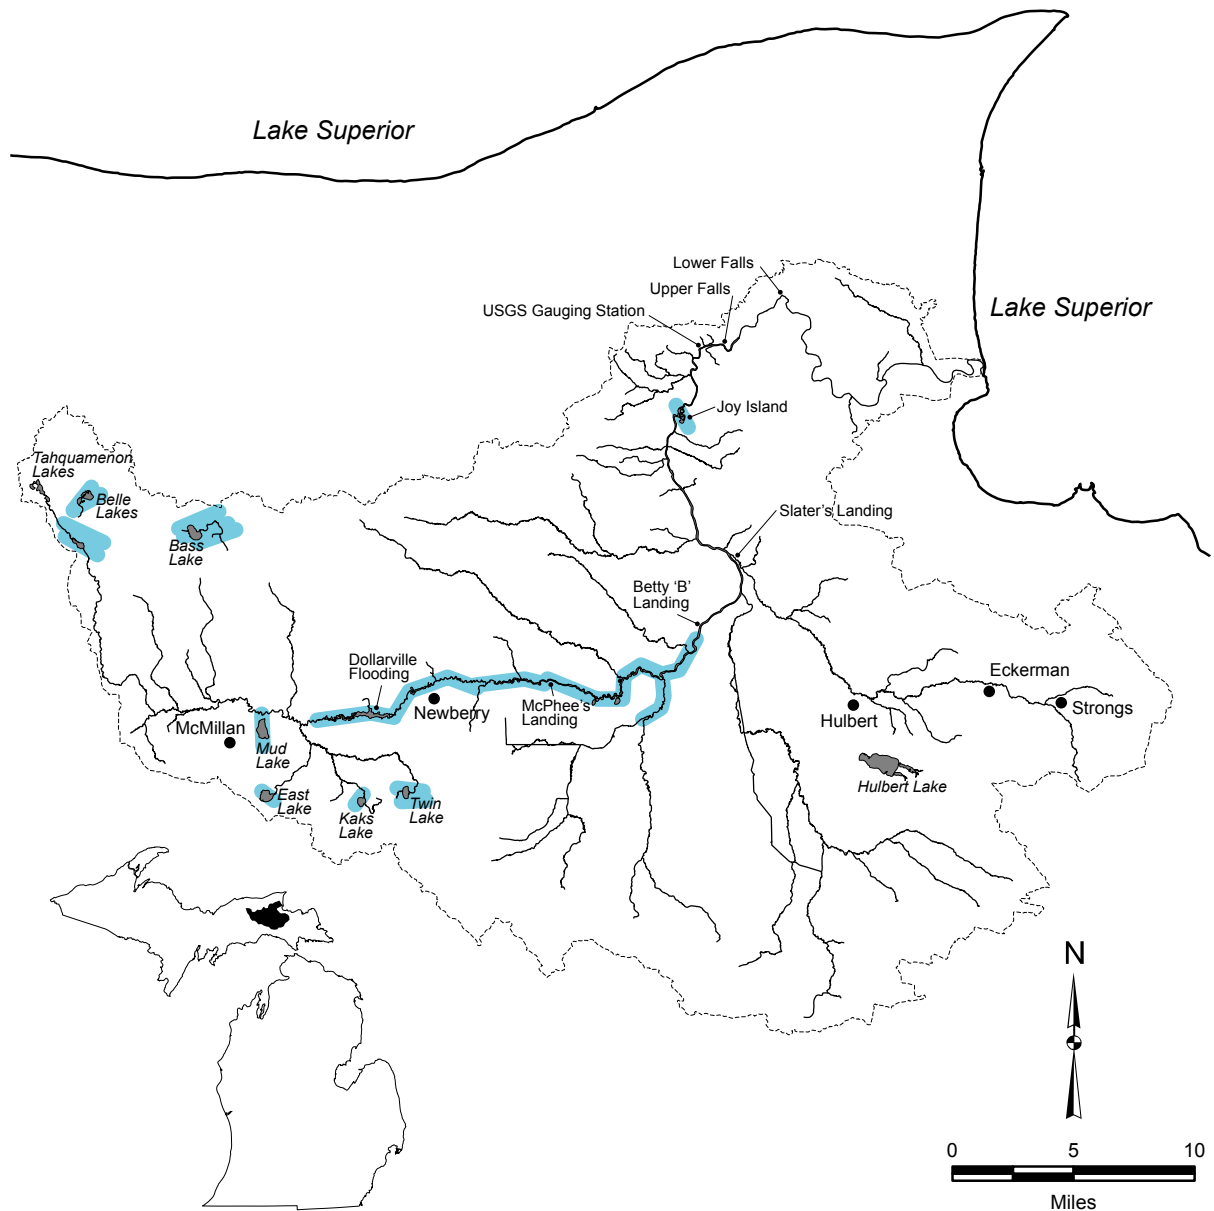 Lake Superior
Lower Falls
Upper Falls
USGS Gauging Station
Lake Superior
Joy Island
Tahquamenon
Lakes
Belle
Lakes
Bass
Lake
Slater's Landing
Betty ‘B’
Landing
Dollarville
Flooding
Eckerman
McPhee's
Landing
Newberry
Strongs
Hulbert
McMillan
Mud
Lake
Hulbert Lake
East
Lake
Kaks
Lake
Twin
Lake
N
0 5 10
Miles